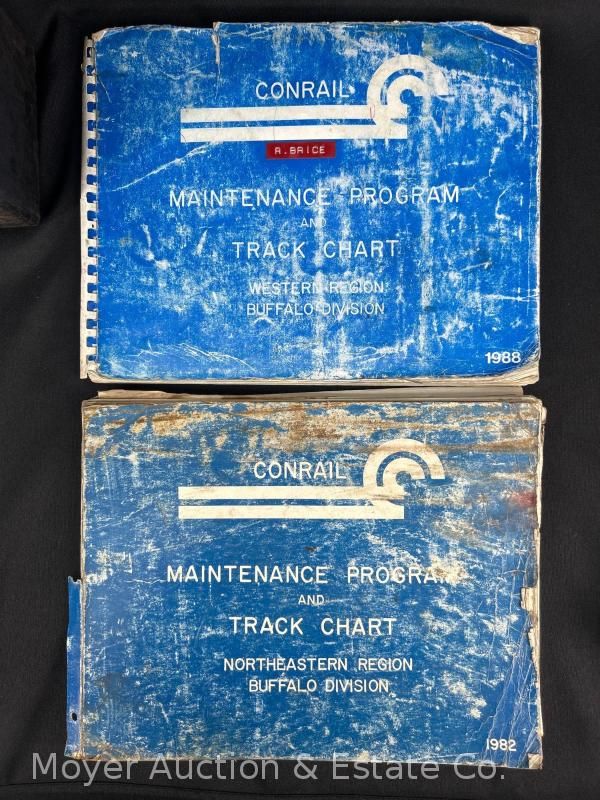 CONRAIL
R.BRICE
MAINTENANCE PROGRAM
AND
TRACK CHART
WESTERN REGION
BUFFALO DIVISION
1988
CONRAIL
MAINTENANCE PROGRAM
AND
TRACK CHART
NORTHEASTERN REGION
BUFFALO DIVISION
1982
Moyer Auction & Estate Co.